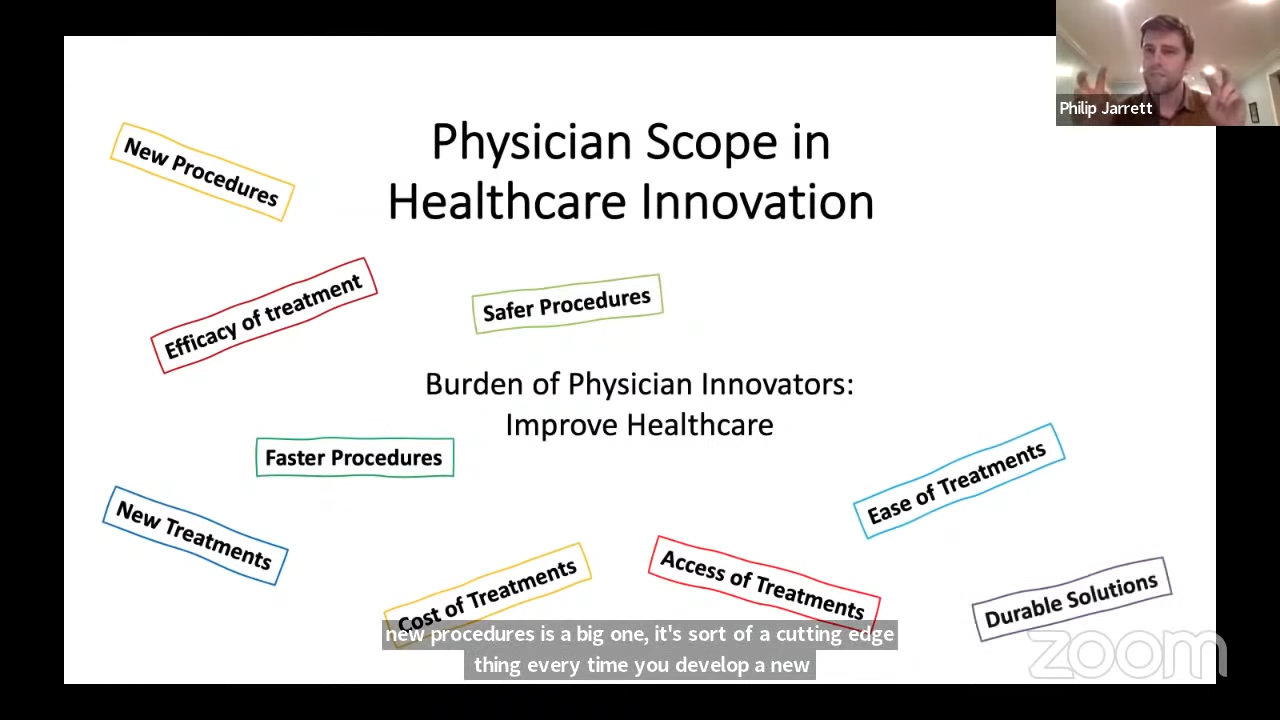 Philip Jarrett
Physician Scope in
Healthcare Innovation
New Procedures
Efficacy of treatment
Safer Procedures
Burden of Physician Innovators:
Improve Healthcare
Faster Procedures
Ease of Treatments
New Treatments
Cost of Treatments
Access of Treatments
Durable Solutions
new procedures is a big one, it's sort of a cutting edge
thing every time you develop a new
zoom